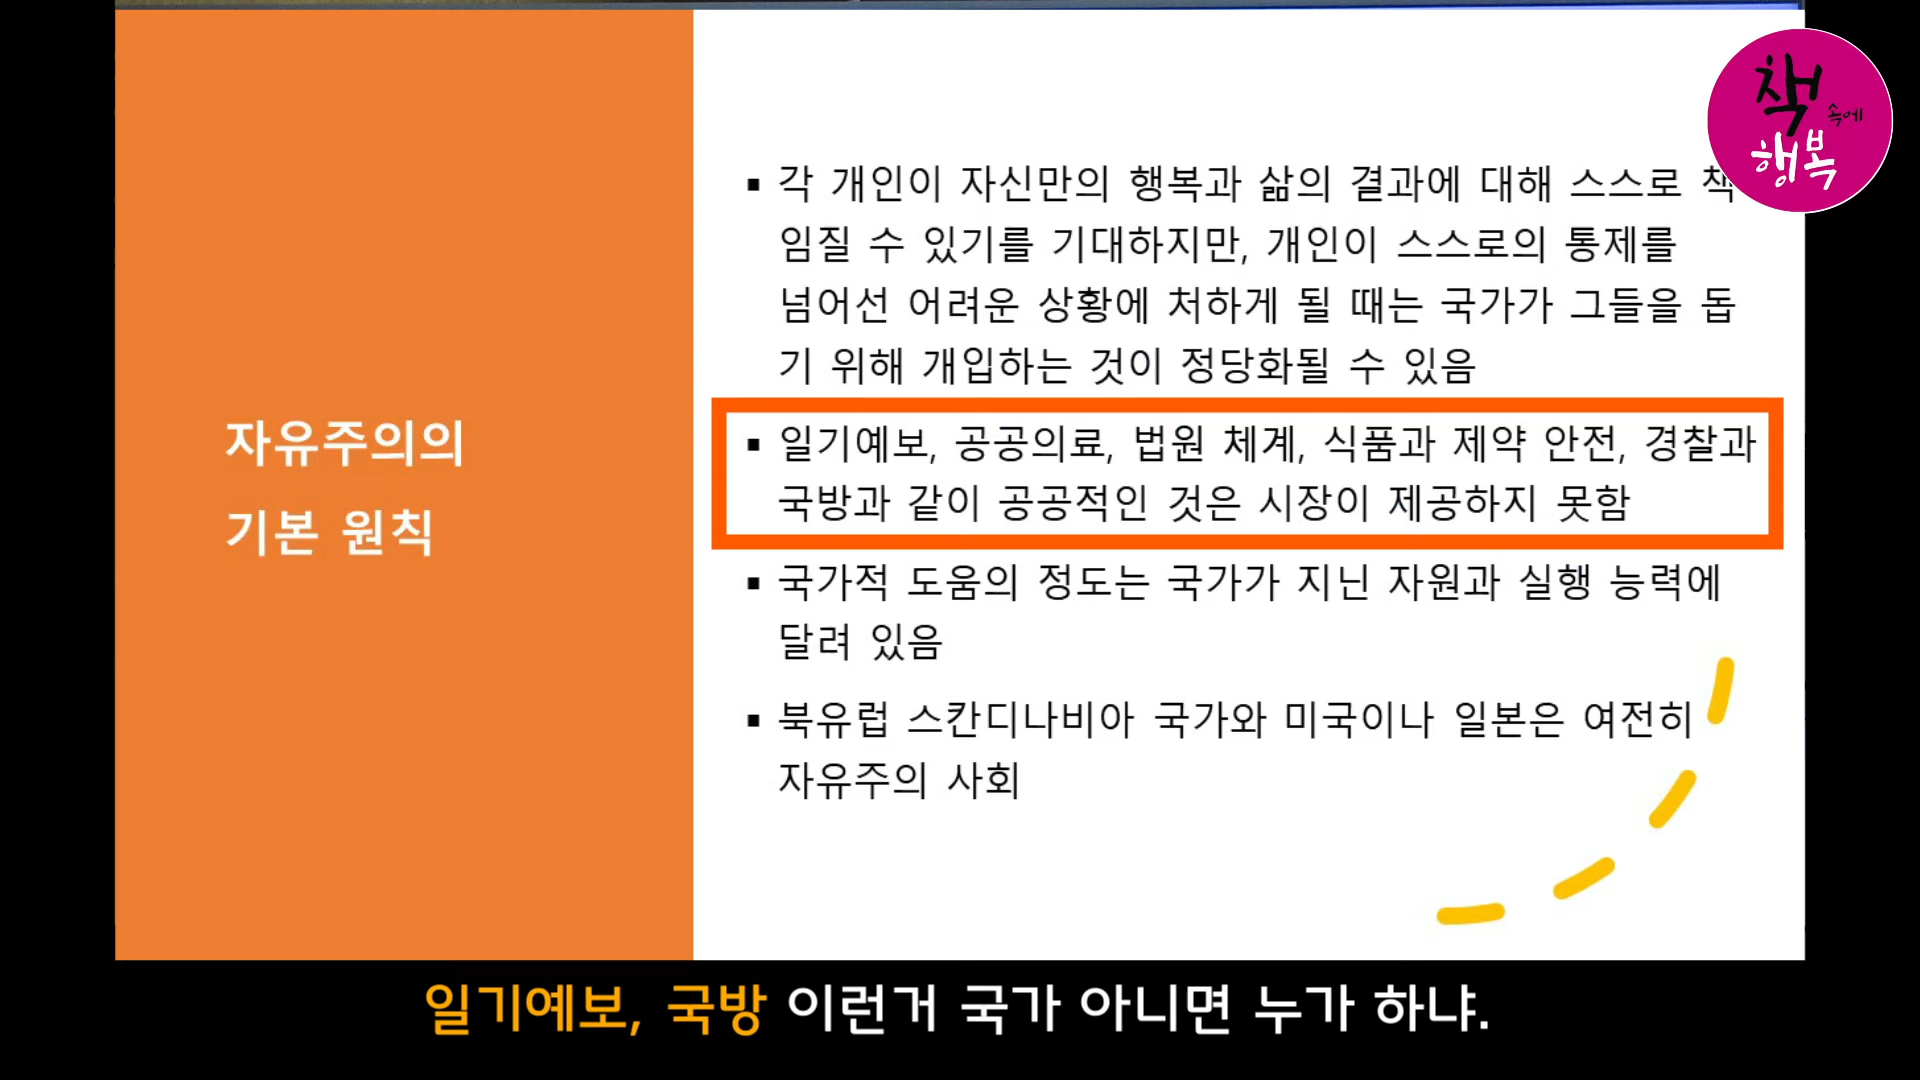 책
속에
행복
자유주의의
기본 원칙
▪ 각 개인이 자신만의 행복과 삶의 결과에 대해 스스로 책
임질 수 있기를 기대하지만, 개인이 스스로의 통제를
넘어선 어려운 상황에 처하게 될 때는 국가가 그들을 돕
기 위해 개입하는 것이 정당화될 수 있음
▪ 일기예보, 공공의료, 법원 체계, 식품과 제약 안전, 경찰과
국방과 같이 공공적인 것은 시장이 제공하지 못함
▪ 국가적 도움의 정도는 국가가 지닌 자원과 실행 능력에
달려 있음
▪ 북유럽 스칸디나비아 국가와 미국이나 일본은 여전히
자유주의 사회
일기예보, 국방 이런거 국가 아니면 누가 하냐.